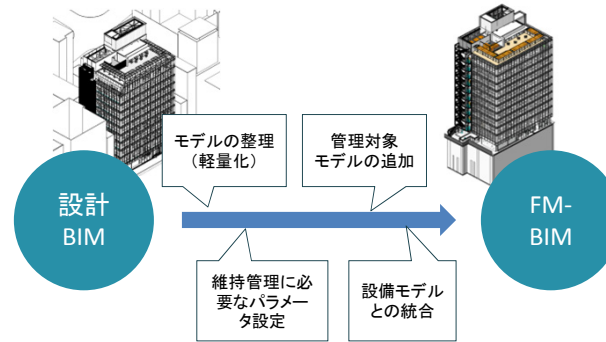 モデルの整理
（軽量化）
管理対象
モデルの追加
設計
BIM
FM-
BIM
維持管理に必
要なパラメー
タ設定
設備モデル
との統合